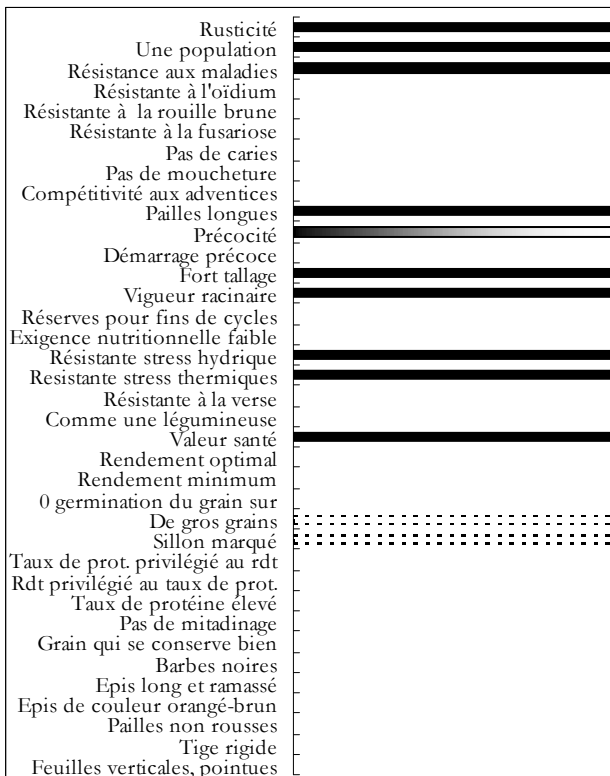 Rusticité
Une population
Résistance aux maladies
Résistante à l'oïdium
Résistante à  la rouille brune
Résistante à la fusariose
Pas de caries
Pas de moucheture
Compétitivité aux adventices
Pailles longues
Précocité
Démarrage précoce
Fort tallage
Vigueur racinaire
Réserves pour fins de cycles
Exigence nutritionnelle faible
Résistante stress hydrique
Resistante stress thermiques
Résistante à la verse
Comme une légumineuse
Valeur santé
Rendement optimal
Rendement minimum
0 germination du grain sur
De gros grains
Sillon marqué
Taux de prot. privilégié au rdt
Rdt privilégié au taux de prot.
Taux de protéine élevé
Pas de mitadinage
Grain qui se conserve bien
Barbes noires
Epis long et ramassé
Epis de couleur orangé-brun
Pailles non rousses
Tige rigide
Feuilles verticales, pointues